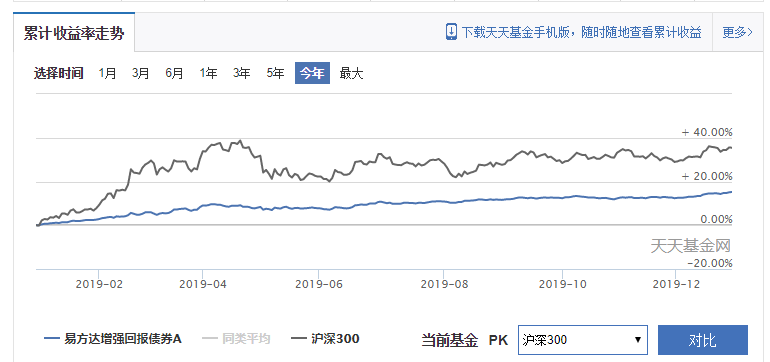 累计收益率走势
下载天天基金手机版，随时随地查看累计收益 更多>
选择时间 1月 3月 6月 1年 3年 5年 今年 最大
+ 40.00%
+ 20.00%
0.00%
天天基金网
-20.00%
2019-02 2019-04 2019-06 2019-08 2019-10 2019-12
易方达增强回报债券A 同类平均 沪深300 当前基金 PK 沪深300 对比